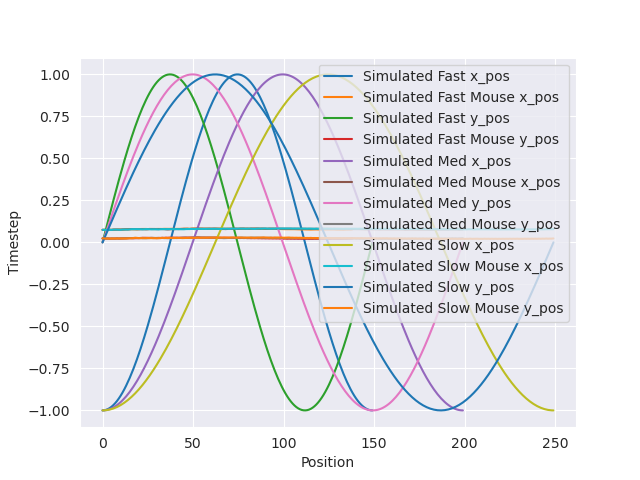 1.00
0.75
0.50
0.25
0.00
−0.25
−0.50
−0.75
−1.00
Timestep
Simulated Fast x_pos
Simulated Fast Mouse x_pos
Simulated Fast y_pos
Simulated Fast Mouse y_pos
Simulated Med x_pos
Simulated Med Mouse x_pos
Simulated Med y_pos
Simulated Med Mouse y_pos
Simulated Slow x_pos
Simulated Slow Mouse x_pos
Simulated Slow y_pos
Simulated Slow Mouse y_pos
0 50 100 150 200 250
Position